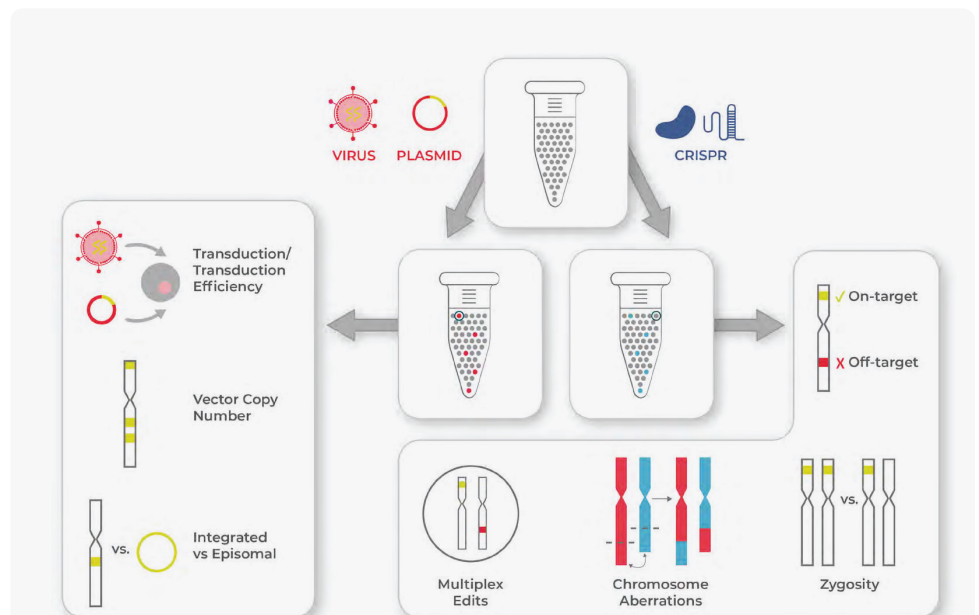 VIRUS
PLASMID
CRISPR
Transduction/
Transduction
Efficiency
Vector Copy
Number
vs.
Integrated
vs Episomal
✓ On-target
X Off-target
Multiplex
Edits
Chromosome
Aberrations
vs.
Zygosity